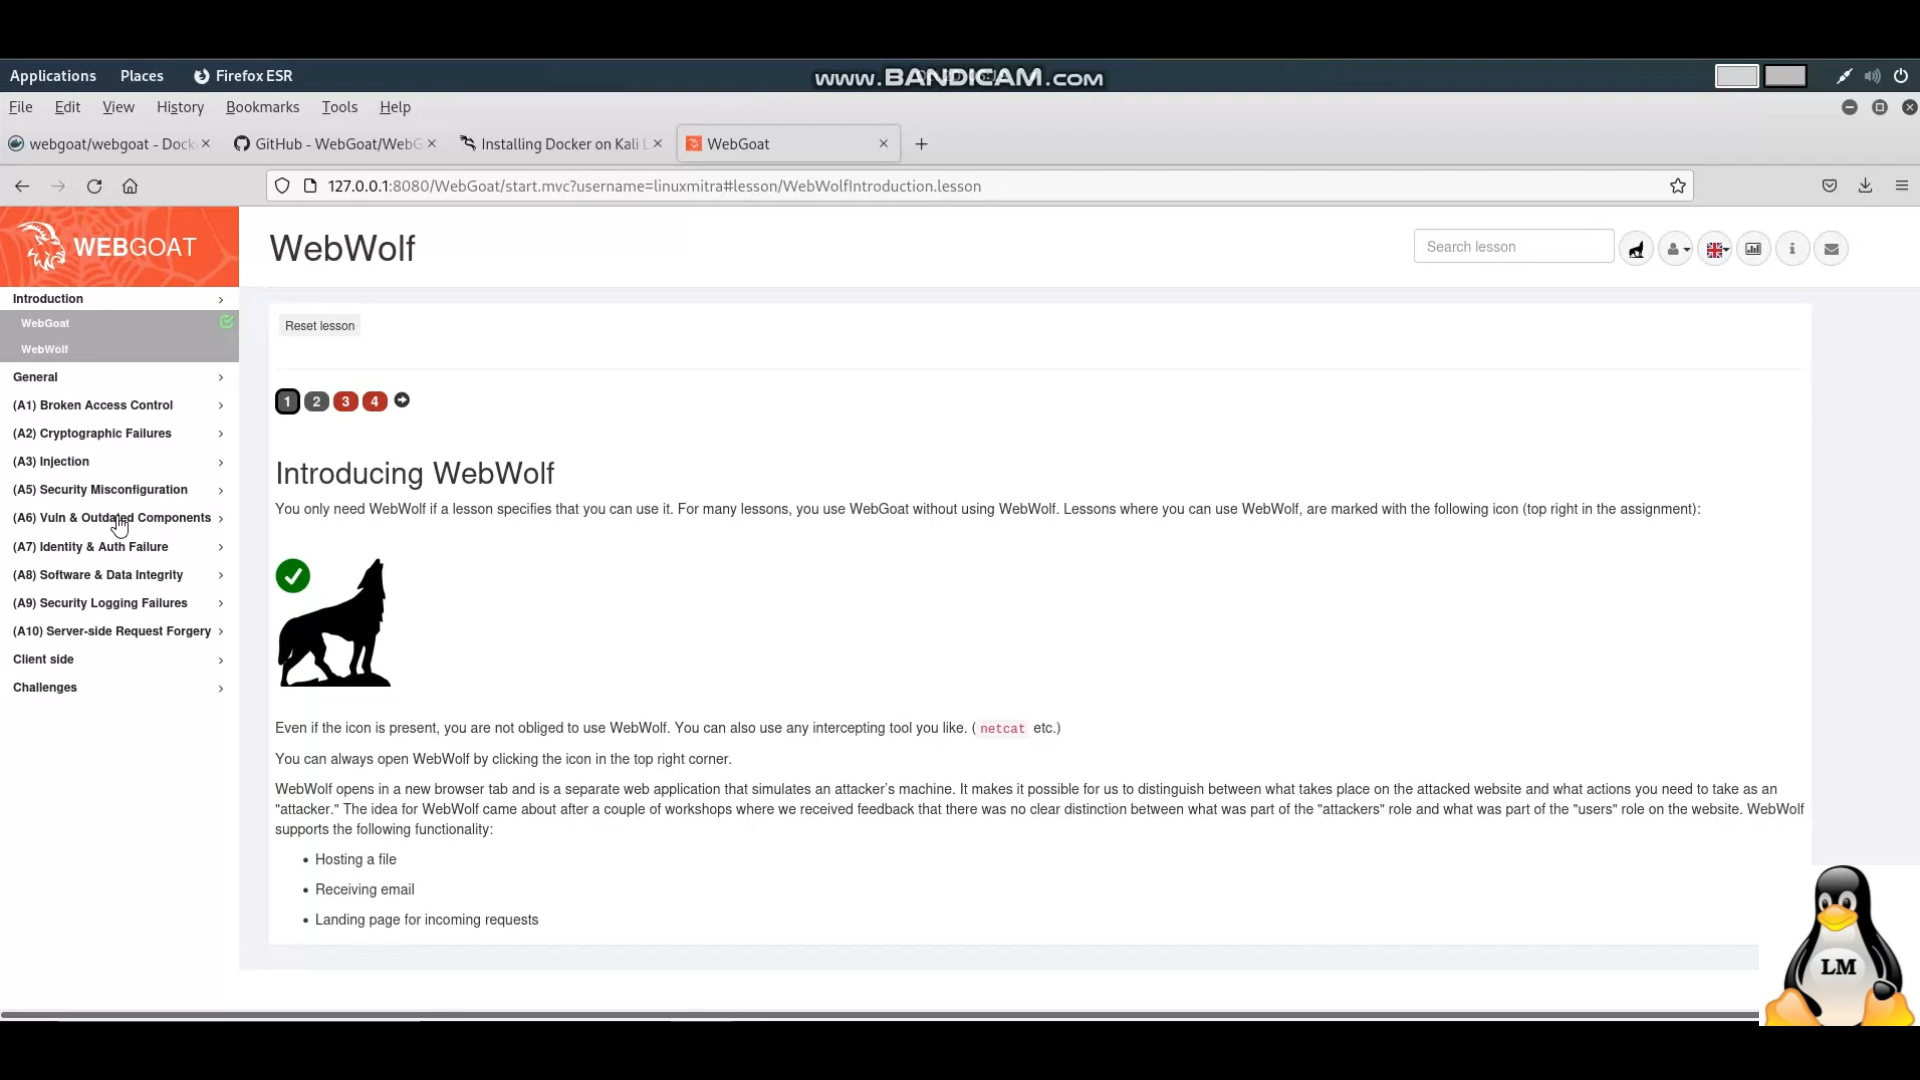 Applications Places Firefox ESR
www.BANDICAM.com
File Edit View History Bookmarks Tools Help
webgoat/webgoat - Dock
GitHub - WebGoat/WebG
Installing Docker on Kali L
WebGoat
127.0.0.1:8080/WebGoat/start.mvc?username=linuxmitra#lesson/WebWolfIntroduction.lesson
WEBGOAT
WebWolf
Search lesson
Introduction
WebGoat
WebWolf
General
(A1) Broken Access Control
(A2) Cryptographic Failures
(A3) Injection
(A5) Security Misconfiguration
(A6) Vuln & Outdated Components
(A7) Identity & Auth Failure
(A8) Software & Data Integrity
(A9) Security Logging Failures
(A10) Server-side Request Forgery
Client side
Challenges
Reset lesson
1 2 3 4
Introducing WebWolf
You only need WebWolf if a lesson specifies that you can use it. For many lessons, you use WebGoat without using WebWolf. Lessons where you can use WebWolf, are marked with the following icon (top right in the assignment):
Even if the icon is present, you are not obliged to use WebWolf. You can also use any intercepting tool you like. ( netcat etc.)
You can always open WebWolf by clicking the icon in the top right corner.
WebWolf opens in a new browser tab and is a separate web application that simulates an attacker's machine. It makes it possible for us to distinguish between what takes place on the attacked website and what actions you need to take as an
"attacker." The idea for WebWolf came about after a couple of workshops where we received feedback that there was no clear distinction between what was part of the "attackers" role and what was part of the "users" role on the website. WebWolf
supports the following functionality:
• Hosting a file
• Receiving email
• Landing page for incoming requests
LM